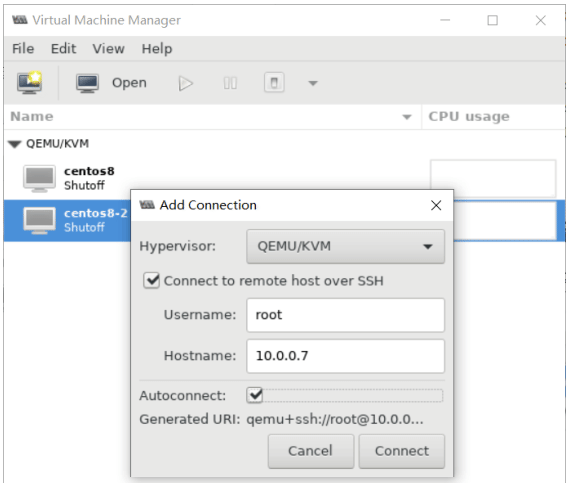 Virtual Machine Manager
File Edit View Help
Open
Name CPU usage
QEMU/KVM
centos8
Shutoff
centos8-2
Shutoff
Add Connection
Hypervisor: QEMU/KVM
Connect to remote host over SSH
Username: root
Hostname: 10.0.0.7
Autoconnect:
Generated URI: qemu+ssh://root@10.0.0...
Cancel Connect